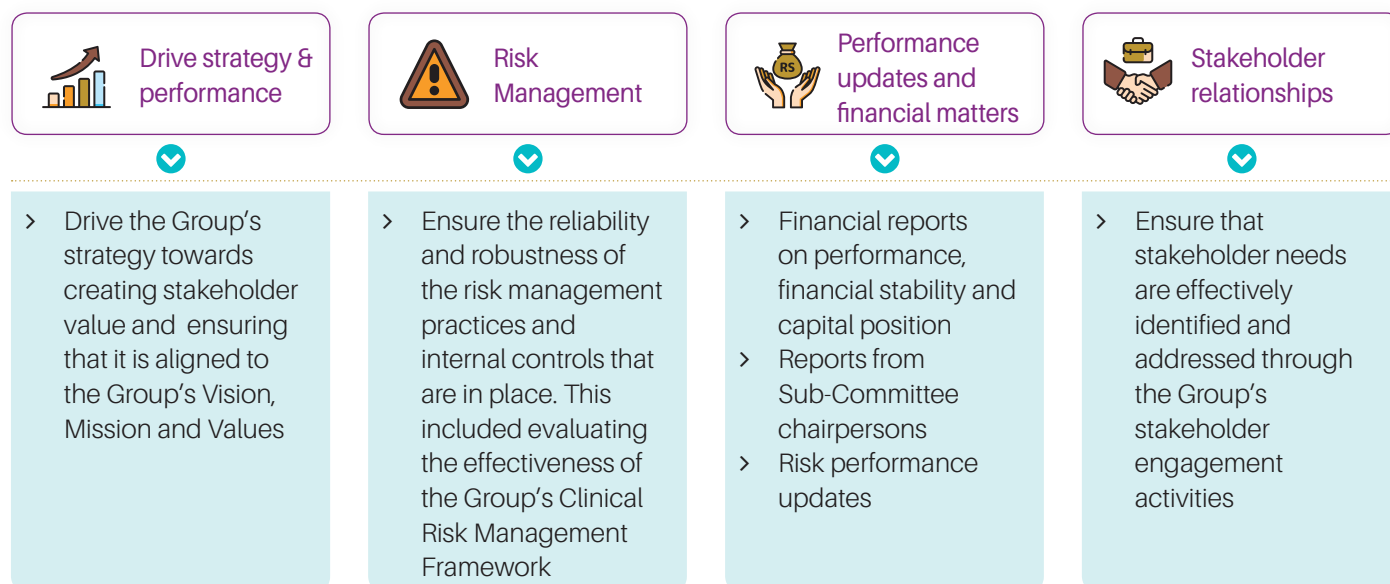 Drive strategy &
performance
Risk
Management
RS
Performance
updates and
financial matters
Stakeholder
relationships
> Drive the Group's
strategy towards
creating stakeholder
value and ensuring
that it is aligned to
the Group's Vision,
Mission and Values
> Ensure the reliability
and robustness of
the risk management
practices and
internal controls that
are in place. This
included evaluating
the effectiveness of
the Group's Clinical
Risk Management
Framework
> Financial reports
on performance,
financial stability and
capital position
> Reports from
Sub-Committee
chairpersons
> Risk performance
updates
> Ensure that
stakeholder needs
are effectively
identified and
addressed through
the Group's
stakeholder
engagement
activities